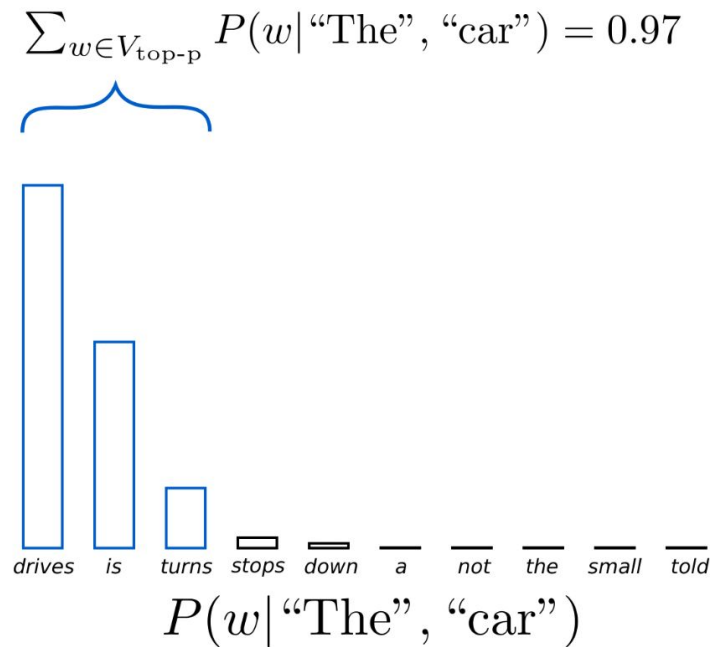 ∑w∈Vtop-p P(w|“The”, “car”) = 0.97
drives is turns stops down a not the small told
P(w|“The”, “car”)